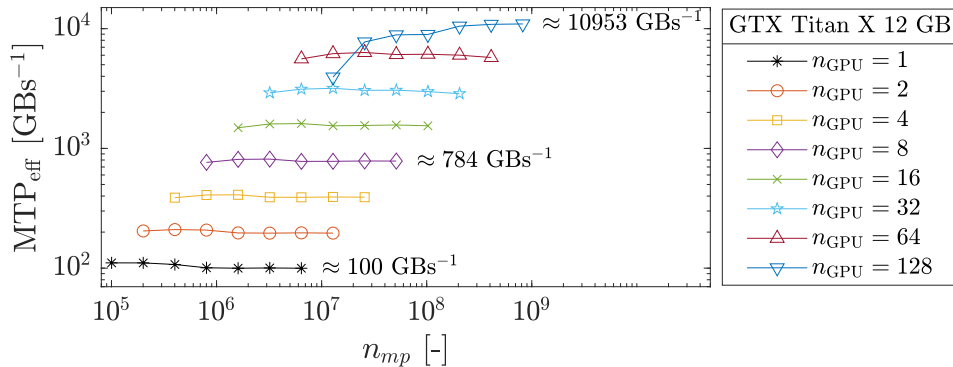 10⁴
10³
10²
MTP_eff [GBs⁻¹]
≈ 10953 GBs⁻¹
≈ 784 GBs⁻¹
≈ 100 GBs⁻¹
10⁵ 10⁶ 10⁷ 10⁸ 10⁹
n_mp [-]
GTX Titan X 12 GB
n_GPU = 1
n_GPU = 2
n_GPU = 4
n_GPU = 8
n_GPU = 16
n_GPU = 32
n_GPU = 64
n_GPU = 128